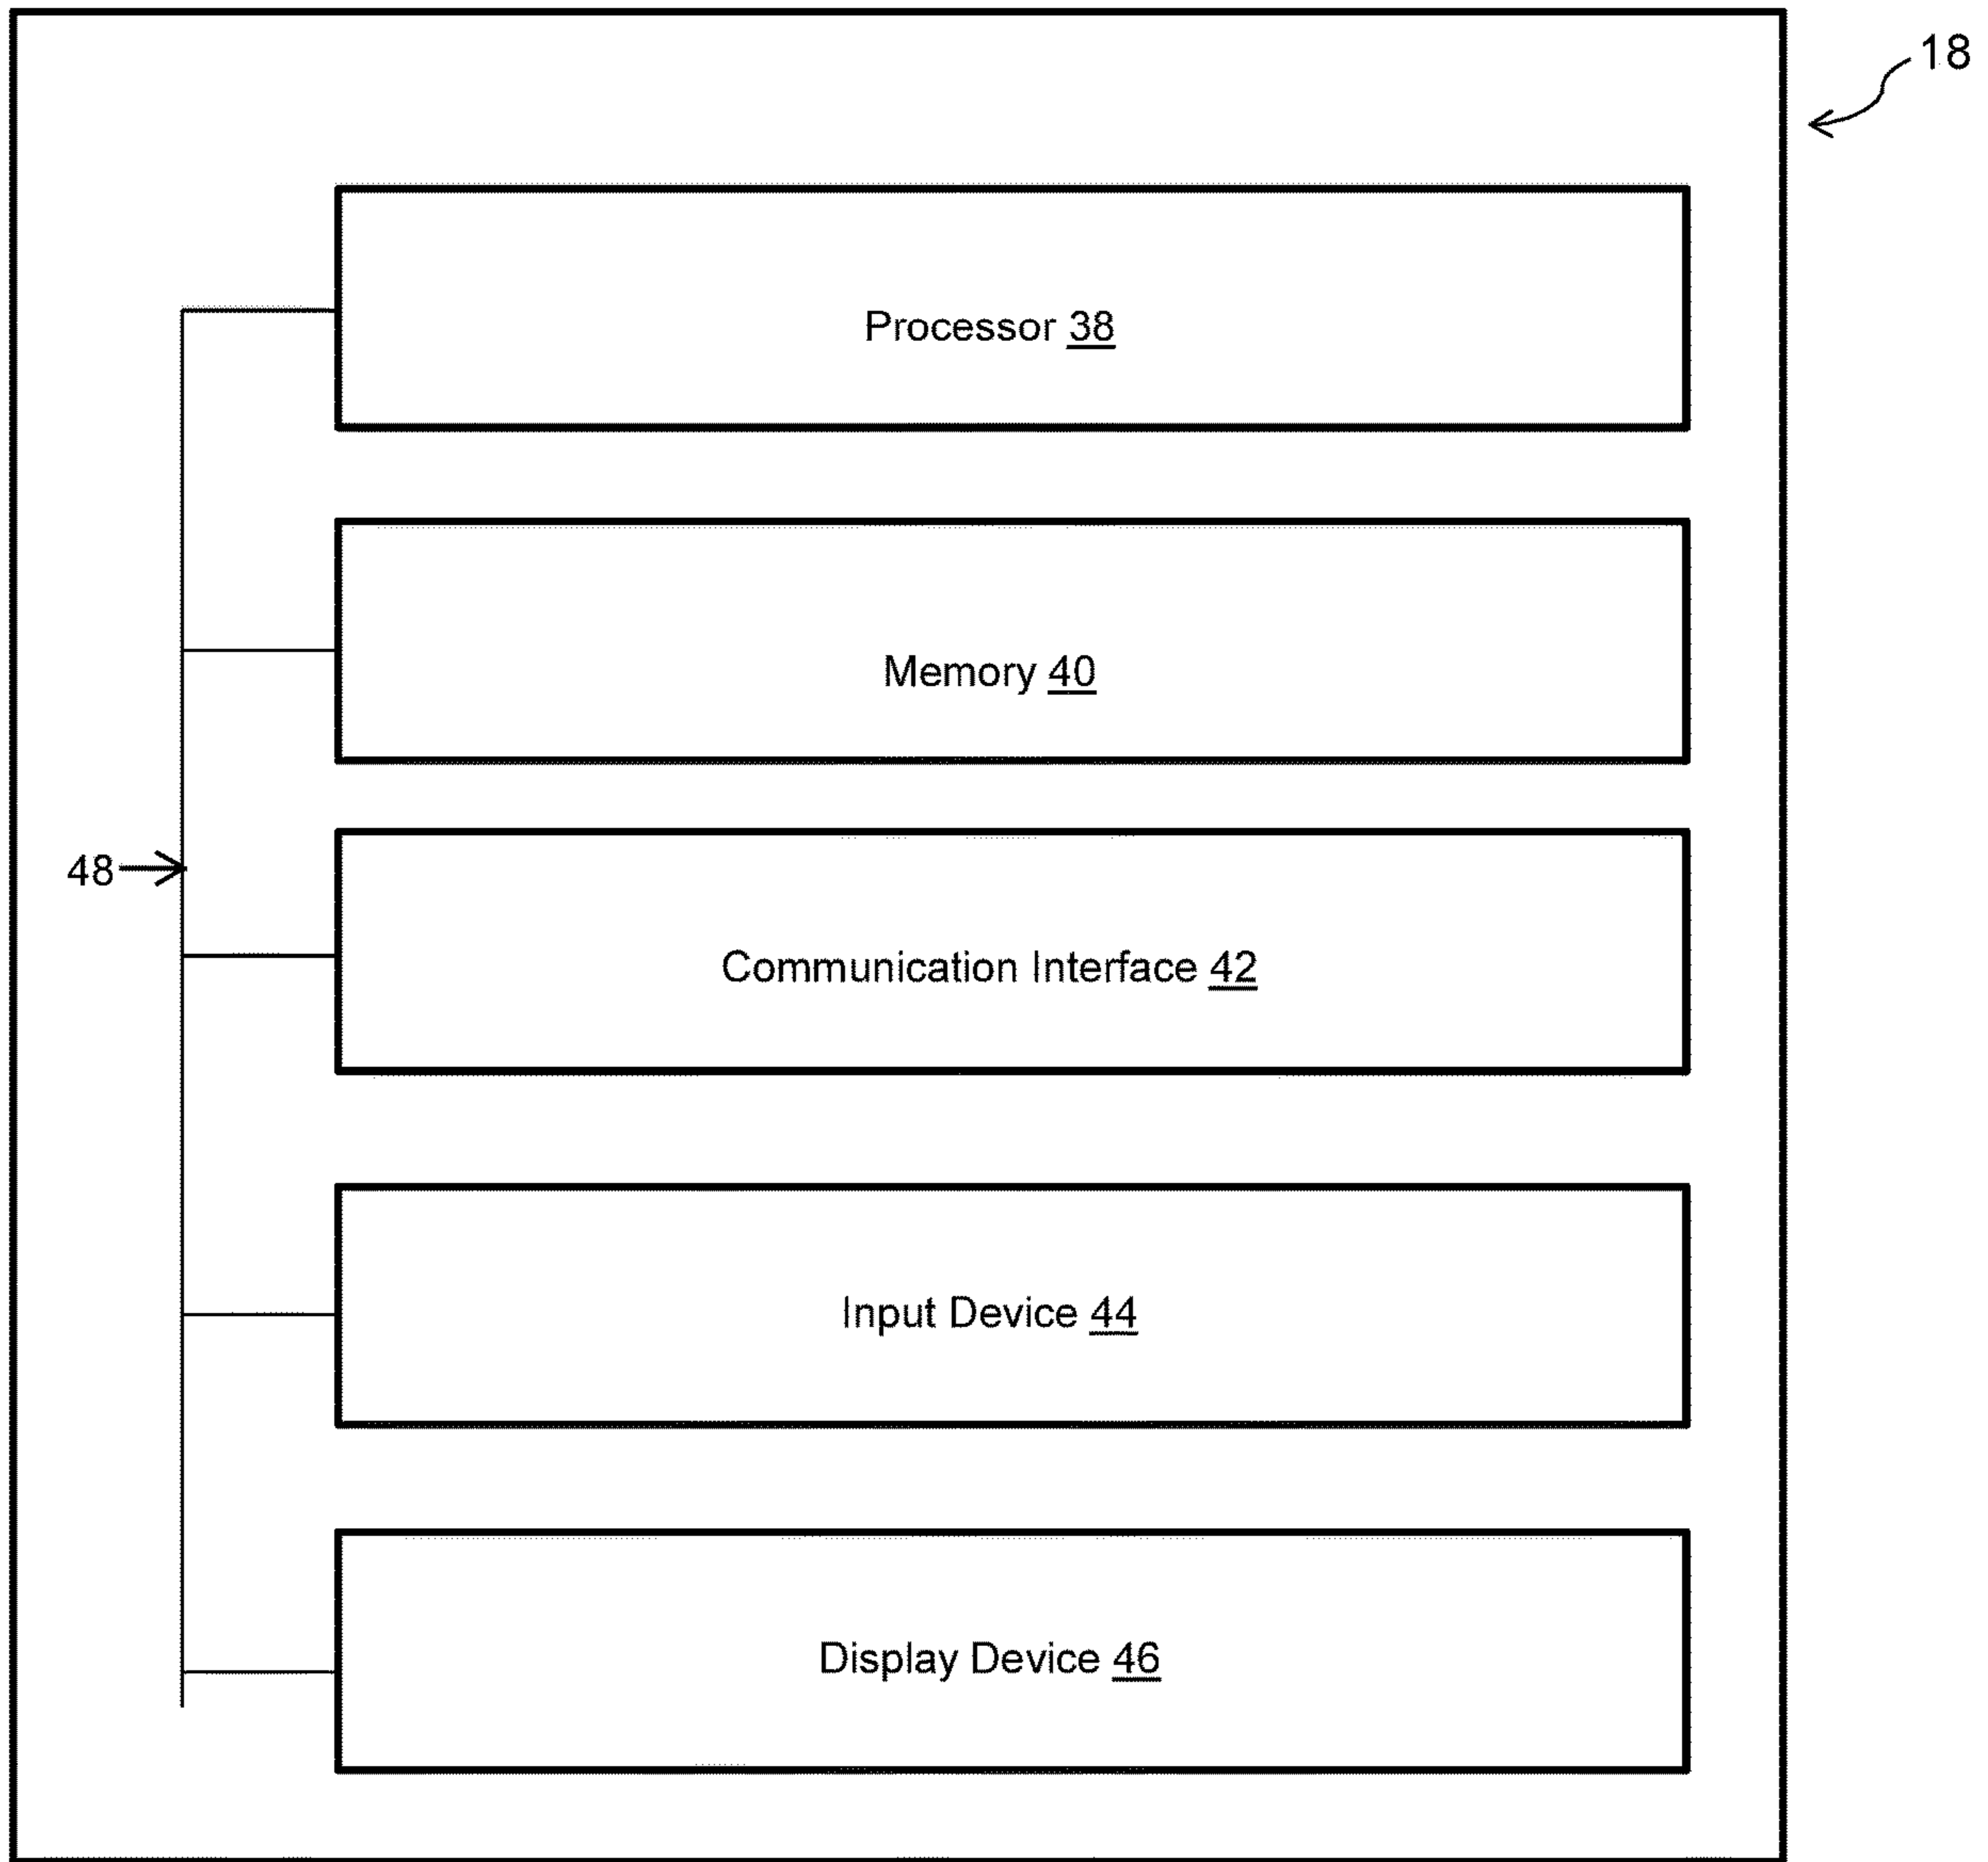 18
Processor 38
Memory 40
48
Communication Interface 42
Input Device 44
Display Device 46